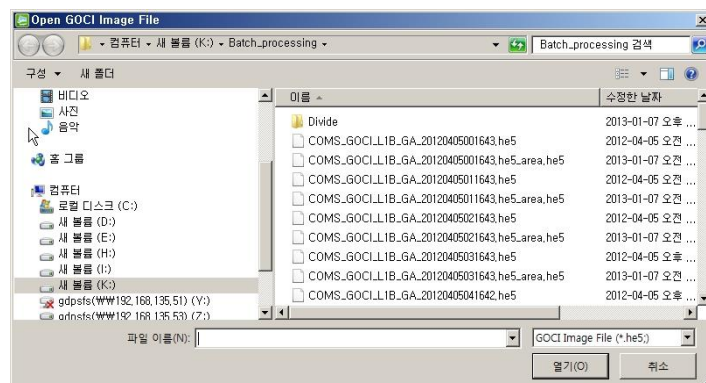 Open GOCI Image File
컴퓨터 ▾ 새 볼륨 (K:) ▾ Batch_processing ▾
Batch_processing 검색
구성 ▾ 새 폴더
비디오
사진
음악
홈 그룹
컴퓨터
로컬 디스크 (C:)
새 볼륨 (D:)
새 볼륨 (E:)
새 볼륨 (H:)
새 볼륨 (I:)
새 볼륨 (K:)
gdpsfs(₩₩192,168,135,51) (Y:)
gdpsfs(₩₩192,168,135,53) (Z:)
이름 수정한 날짜
Divide 2013-01-07 오후 ...
COMS_GOCI_L1B_GA_20120405001643,he5 2012-04-05 오전 ...
COMS_GOCI_L1B_GA_20120405001643,he5_area,he5 2013-01-07 오후 ...
COMS_GOCI_L1B_GA_20120405011643,he5 2012-04-05 오전 ...
COMS_GOCI_L1B_GA_20120405011643,he5_area,he5 2013-01-07 오전 ...
COMS_GOCI_L1B_GA_20120405021643,he5 2012-04-05 오전 ...
COMS_GOCI_L1B_GA_20120405021643,he5_area,he5 2013-01-07 오전 ...
COMS_GOCI_L1B_GA_20120405031643,he5 2012-04-05 오후 ...
COMS_GOCI_L1B_GA_20120405031643,he5_area,he5 2013-01-07 오전 ...
COMS_GOCI_L1B_GA_20120405041642,he5 2012-04-05 오후 ...
파일 이름(N):
GOCI Image File (*.he5;)
열기(O) 취소